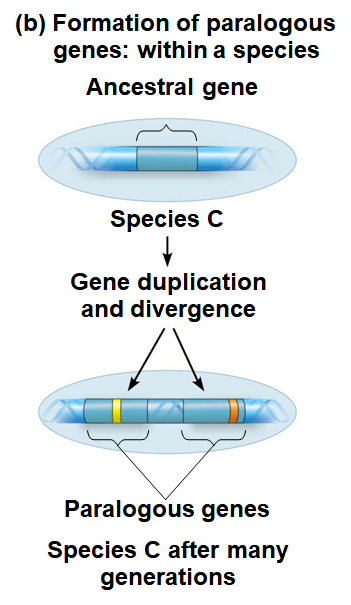 (b) Formation of paralogous
genes: within a species
Ancestral gene
Species C
Gene duplication
and divergence
Paralogous genes
Species C after many
generations